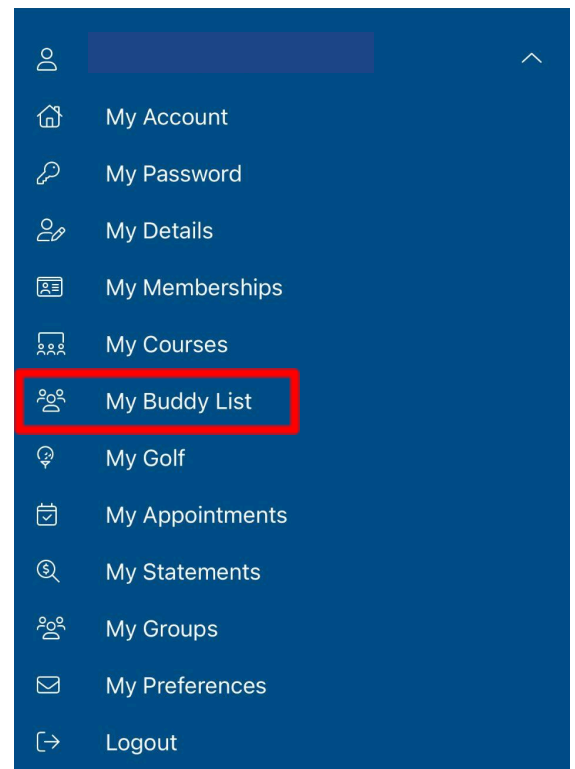 My Account
My Password
My Details
My Memberships
My Courses
My Buddy List
My Golf
My Appointments
My Statements
My Groups
My Preferences
Logout